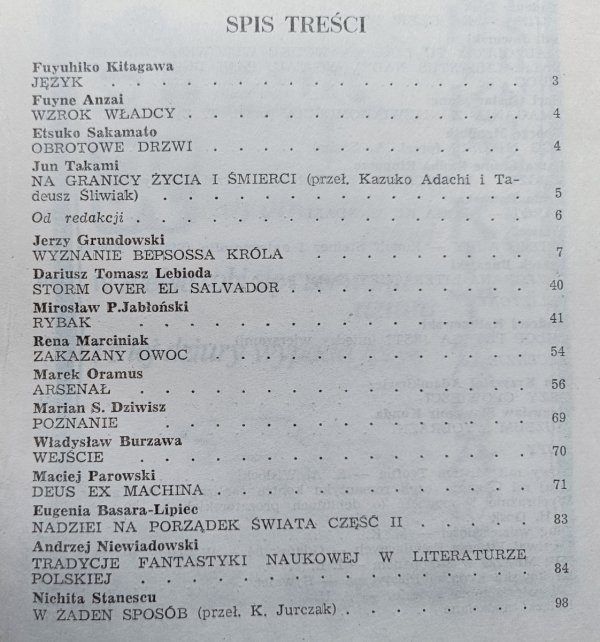 SPIS TREŚCI
Fuyuhiko Kitagawa
JĘZYK . . . . . . . . . . . . . 3
Fuyne Anzai
WZROK WŁADCY . . . . . . . . . . 4
Etsuko Sakamato
OBROTOWE DRZWI . . . . . . . . . 4
Jun Takami
NA GRANICY ŻYCIA I ŚMIERCI (przeł. Kazuko Adachi i Ta-
deusz Śliwiak) . . . . . . . . . . . 5
Od redakcji . . . . . . . . . . . . 6
Jerzy Grundowski
WYZNANIE BEPSOSSA KRÓLA . . . . . . . 7
Dariusz Tomasz Lebioda
STORM OVER EL SALVADOR . . . . . . . 40
Mirosław P.Jabłoński
RYBAK . . . . . . . . . . . . . 41
Rena Marciniak
ZAKAZANY OWOC . . . . . . . . . . 54
Marek Oramus
ARSENAŁ . . . . . . . . . . . . 56
Marian S. Dziwisz
POZNANIE . . . . . . . . . . . . 69
Władysław Burzawa
WEJŚCIE . . . . . . . . . . . . 70
Maciej Parowski
DEUS EX MACHINA . . . . . . . . . 71
Eugenia Basara-Lipiec
NADZIEI NA PORZĄDEK ŚWIATA CZĘŚĆ II . . . . 83
Andrzej Niewiadowski
TRADYCJE FANTASTYKI NAUKOWEJ W LITERATURZE
POLSKIEJ . . . . . . . . . . . . 84
Nichita Stanescu
W ŻADEN SPOSÓB (przeł. K. Jurczak) . . . . . . 98